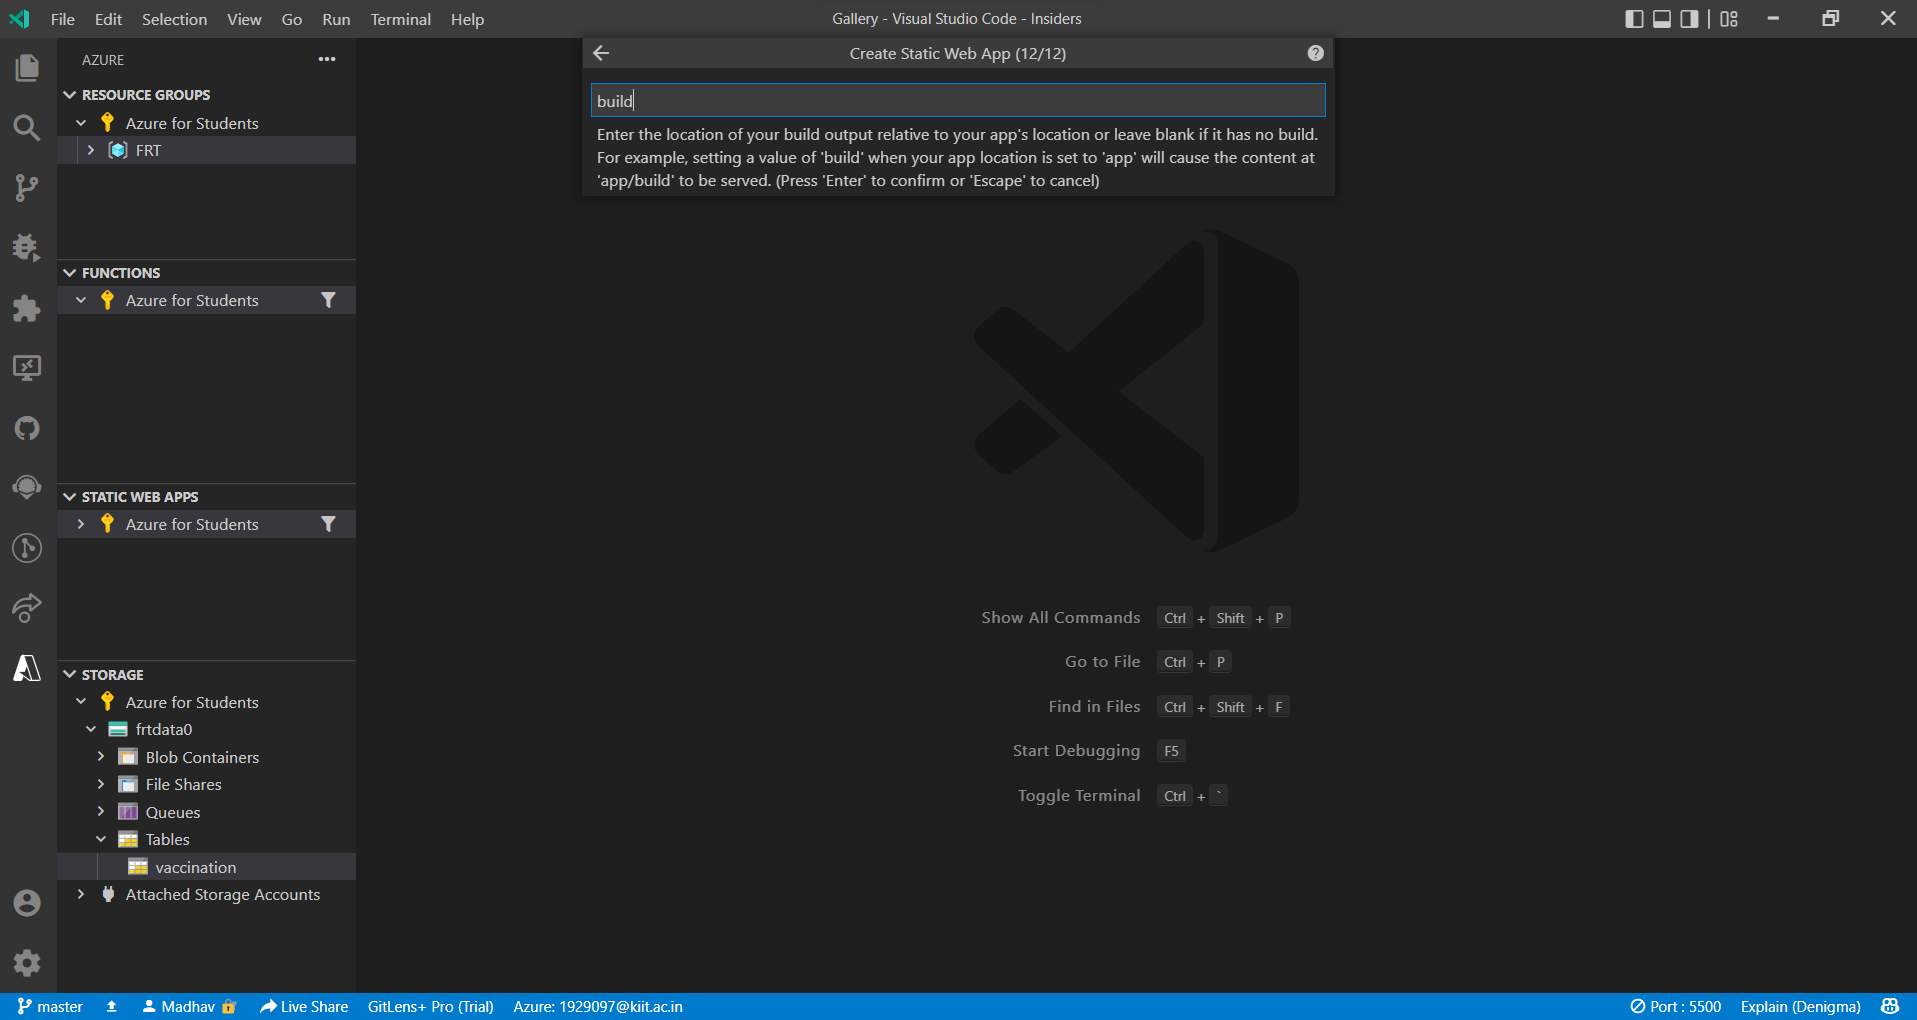 File Edit Selection View Go Run Terminal Help
Gallery - Visual Studio Code - Insiders
AZURE
RESOURCE GROUPS
Azure for Students
FRT
FUNCTIONS
Azure for Students
STATIC WEB APPS
Azure for Students
STORAGE
Azure for Students
frtdata0
Blob Containers
File Shares
Queues
Tables
vaccination
Attached Storage Accounts
Create Static Web App (12/12)
build
Enter the location of your build output relative to your app's location or leave blank if it has no build.
For example, setting a value of 'build' when your app location is set to 'app' will cause the content at
'app/build' to be served. (Press 'Enter' to confirm or 'Escape' to cancel)
Show All Commands Ctrl + Shift + P
Go to File Ctrl + P
Find in Files Ctrl + Shift + F
Start Debugging F5
Toggle Terminal Ctrl + `
master Madhav Live Share GitLens+ Pro (Trial) Azure: 1929097@kiit.ac.in Port : 5500 Explain (Denigma)